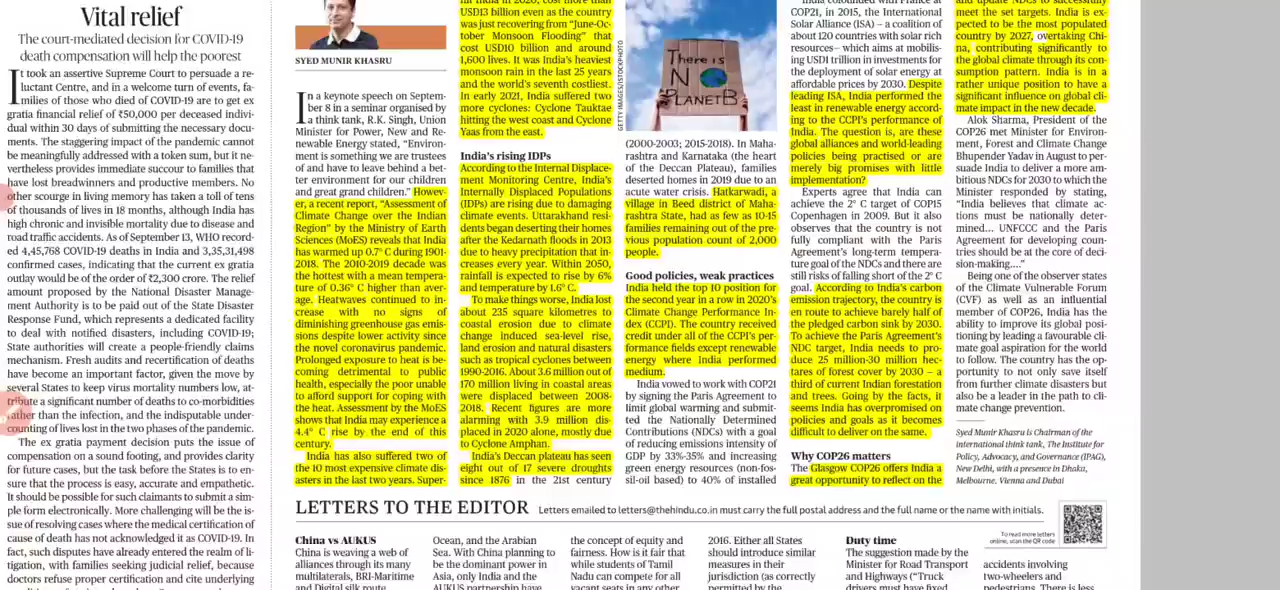 Vital relief
The court-mediated decision for COVID-19
death compensation will help the poorest
It took an assertive Supreme Court to persuade a re-
luctant Centre, and in a welcome turn of events, fa-
milies of those who died of COVID-19 are to get ex
gratia financial relief of ₹50,000 per deceased indivi-
dual within 30 days of submitting the necessary docu-
ments. The staggering impact of the pandemic cannot
be meaningfully addressed with a token sum, but it ne-
vertheless provides immediate succour to families that
have lost breadwinners and productive members. No
other scourge in living memory has taken a toll of tens
of thousands of lives in 18 months, although India has
high chronic and invisible mortality due to disease and
road traffic accidents. As of September 13, WHO record-
ed 4,45,768 COVID-19 deaths in India and 3,35,31,498
confirmed cases, indicating that the current ex gratia
outlay would be of the order of ₹2,300 crore. The relief
amount proposed by the National Disaster Manage-
ment Authority is to be paid out of the State Disaster
Response Fund, which represents a dedicated facility
to deal with notified disasters, including COVID-19;
State authorities will create a people-friendly claims
mechanism. Fresh audits and recertification of deaths
have become an important factor, given the move by
several States to keep virus mortality numbers low, at-
tribute a significant number of deaths to co-morbidities
rather than the infection, and the indisputable under-
counting of lives lost in the two phases of the pandemic.
The ex gratia payment decision puts the issue of
compensation on a sound footing, and provides clarity
for future cases, but the task before the States is to en-
sure that the process is easy, accurate and empathetic.
It should be possible for such claimants to submit a sim-
ple form electronically. More challenging will be the is-
sue of resolving cases where the medical certification of
cause of death has not acknowledged it as COVID-19. In
fact, such disputes have already entered the realm of li-
tigation, with families seeking judicial relief, because
doctors refuse proper certification and cite underlying
SYED MUNIR KHASRU
In a keynote speech on Septem-
ber 8 in a seminar organised by
a think tank, R.K. Singh, Union
Minister for Power, New and Re-
newable Energy stated, “Environ-
ment is something we are trustees
of and have to leave behind a bet-
ter environment for our children
and great grand children.” Howev-
er, a recent report, “Assessment of
Climate Change over the Indian
Region” by the Ministry of Earth
Sciences (MoES) reveals that India
has warmed up 0.7° C during 1901-
2018. The 2010-2019 decade was
the hottest with a mean tempera-
ture of 0.36° C higher than aver-
age. Heatwaves continued to in-
crease with no signs of
diminishing greenhouse gas emis-
sions despite lower activity since
the novel coronavirus pandemic.
Prolonged exposure to heat is be-
coming detrimental to public
health, especially the poor unable
to afford support for coping with
the heat. Assessment by the MoES
shows that India may experience a
4.4° C rise by the end of this
century.
India has also suffered two of
the 10 most expensive climate dis-
asters in the last two years. Super-
USD13 billion even as the country
was just recovering from “June-Oc-
tober Monsoon Flooding” that
cost USD10 billion and around
1,600 lives. It was India’s heaviest
monsoon rain in the last 25 years
and the world’s seventh costliest.
In early 2021, India suffered two
more cyclones: Cyclone Tauktae
hitting the west coast and Cyclone
Yaas from the east.
India’s rising IDPs
According to the Internal Displace-
ment Monitoring Centre, India’s
Internally Displaced Populations
(IDPs) are rising due to damaging
climate events. Uttarakhand resi-
dents began deserting their homes
after the Kedarnath floods in 2013
due to heavy precipitation that in-
creases every year. Within 2050,
rainfall is expected to rise by 6%
and temperature by 1.6° C.
To make things worse, India lost
about 235 square kilometres to
coastal erosion due to climate
change induced sea-level rise,
land erosion and natural disasters
such as tropical cyclones between
1990-2016. About 3.6 million out of
170 million living in coastal areas
were displaced between 2008-
2018. Recent figures are more
alarming with 3.9 million dis-
placed in 2020 alone, mostly due
to Cyclone Amphan.
India’s Deccan plateau has seen
eight out of 17 severe droughts
since 1876 in the 21st century
GETTY IMAGES/ISTOCKPHOTO
There is
NO
PLANET B
(2000-2003; 2015-2018). In Maha-
rashtra and Karnataka (the heart
of the Deccan Plateau), families
deserted homes in 2019 due to an
acute water crisis. Hatkarwadi, a
village in Beed district of Maha-
rashtra State, had as few as 10-15
families remaining out of the pre-
vious population count of 2,000
people.
Good policies, weak practices
India held the top 10 position for
the second year in a row in 2020’s
Climate Change Performance In-
dex (CCPI). The country received
credit under all of the CCPI’s per-
formance fields except renewable
energy where India performed
medium.
India vowed to work with COP21
by signing the Paris Agreement to
limit global warming and submit-
ted the Nationally Determined
Contributions (NDCs) with a goal
of reducing emissions intensity of
GDP by 33%-35% and increasing
green energy resources (non-fos-
sil-oil based) to 40% of installed
COP21, in 2015, the International
Solar Alliance (ISA) – a coalition of
about 120 countries with solar rich
resources– which aims at mobilis-
ing USD1 trillion in investments for
the deployment of solar energy at
affordable prices by 2030. Despite
leading ISA, India performed the
least in renewable energy accord-
ing to the CCPI’s performance of
India. The question is, are these
global alliances and world-leading
policies being practised or are
merely big promises with little
implementation?
Experts agree that India can
achieve the 2° C target of COP15
Copenhagen in 2009. But it also
observes that the country is not
fully compliant with the Paris
Agreement’s long-term tempera-
ture goal of the NDCs and there are
still risks of falling short of the 2° C
goal. According to India’s carbon
emission trajectory, the country is
en route to achieve barely half of
the pledged carbon sink by 2030.
To achieve the Paris Agreement’s
NDC target, India needs to pro-
duce 25 million-30 million hec-
tares of forest cover by 2030 – a
third of current Indian forestation
and trees. Going by the facts, it
seems India has overpromised on
policies and goals as it becomes
difficult to deliver on the same.
Why COP26 matters
The Glasgow COP26 offers India a
great opportunity to reflect on the
meet the set targets. India is ex-
pected to be the most populated
country by 2027, overtaking Chi-
na, contributing significantly to
the global climate through its con-
sumption pattern. India is in a
rather unique position to have a
significant influence on global cli-
mate impact in the new decade.
Alok Sharma, President of the
COP26 met Minister for Environ-
ment, Forest and Climate Change
Bhupender Yadav in August to per-
suade India to deliver a more am-
bitious NDCs for 2030 to which the
Minister responded by stating,
“India believes that climate ac-
tions must be nationally deter-
mined... UNFCCC and the Paris
Agreement for developing coun-
tries should be at the core of deci-
sion-making....”
Being one of the observer states
of the Climate Vulnerable Forum
(CVF) as well as an influential
member of COP26, India has the
ability to improve its global posi-
tioning by leading a favourable cli-
mate goal aspiration for the world
to follow. The country has the op-
portunity to not only save itself
from further climate disasters but
also be a leader in the path to cli-
mate change prevention.
Syed Munir Khasru is Chairman of the
international think tank, The Institute for
Policy, Advocacy, and Governance (IPAG),
New Delhi, with a presence in Dhaka,
Melbourne, Vienna and Dubai
LETTERS TO THE EDITOR Letters emailed to letters@thehindu.co.in must carry the full postal address and the full name or the name with initials.
To read more letters
online, scan the QR code
China vs AUKUS
China is weaving a web of
alliances through its many
multilaterals, BRI-Maritime
and Digital silk route
Ocean, and the Arabian
Sea. With China planning to
be the dominant power in
Asia, only India and the
AUKUS partnership have
the concept of equity and
fairness. How is it fair that
while students of Tamil
Nadu can compete for all
vacant seats in any other
2016. Either all States
should introduce similar
measures in their
jurisdiction (as correctly
permitted by the
Duty time
The suggestion made by the
Minister for Road Transport
and Highways (“Truck
drivers must have fixed
accidents involving
two-wheelers and
pedestrians. There is less